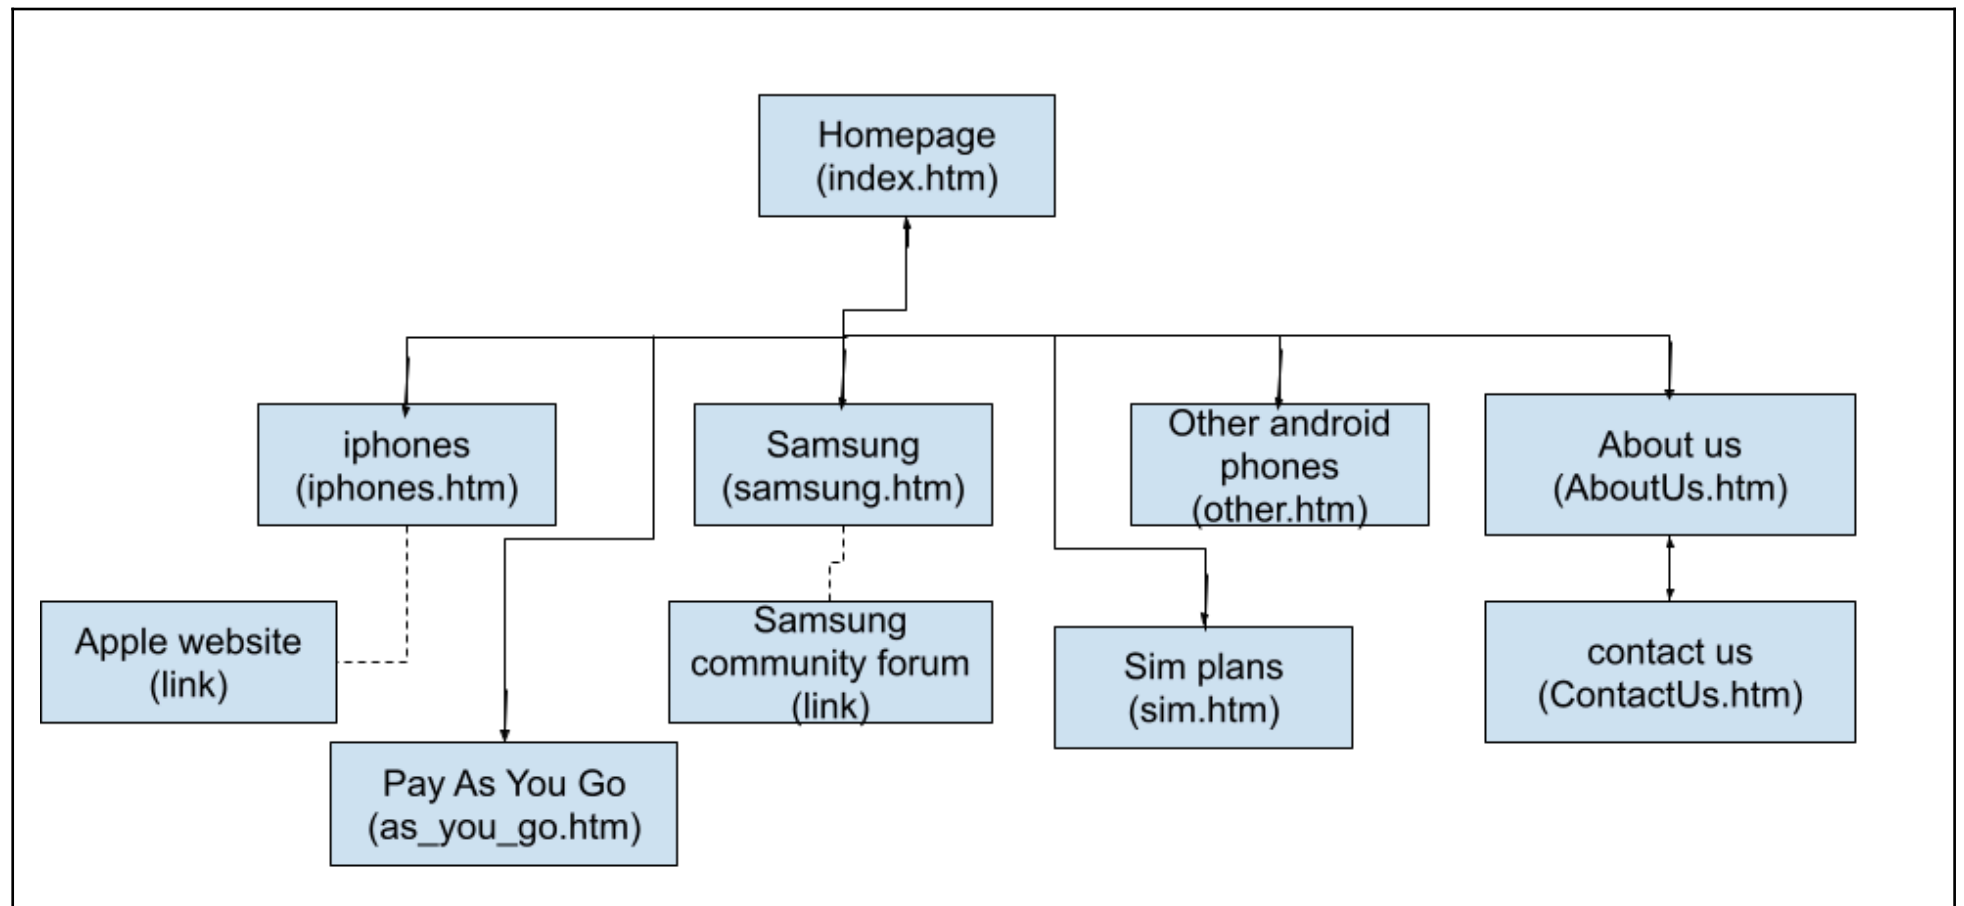 Homepage
(index.htm)
iphones
(iphones.htm)
Samsung
(samsung.htm)
Other android
phones
(other.htm)
About us
(AboutUs.htm)
Apple website
(link)
Samsung
community forum
(link)
Sim plans
(sim.htm)
contact us
(ContactUs.htm)
Pay As You Go
(as_you_go.htm)